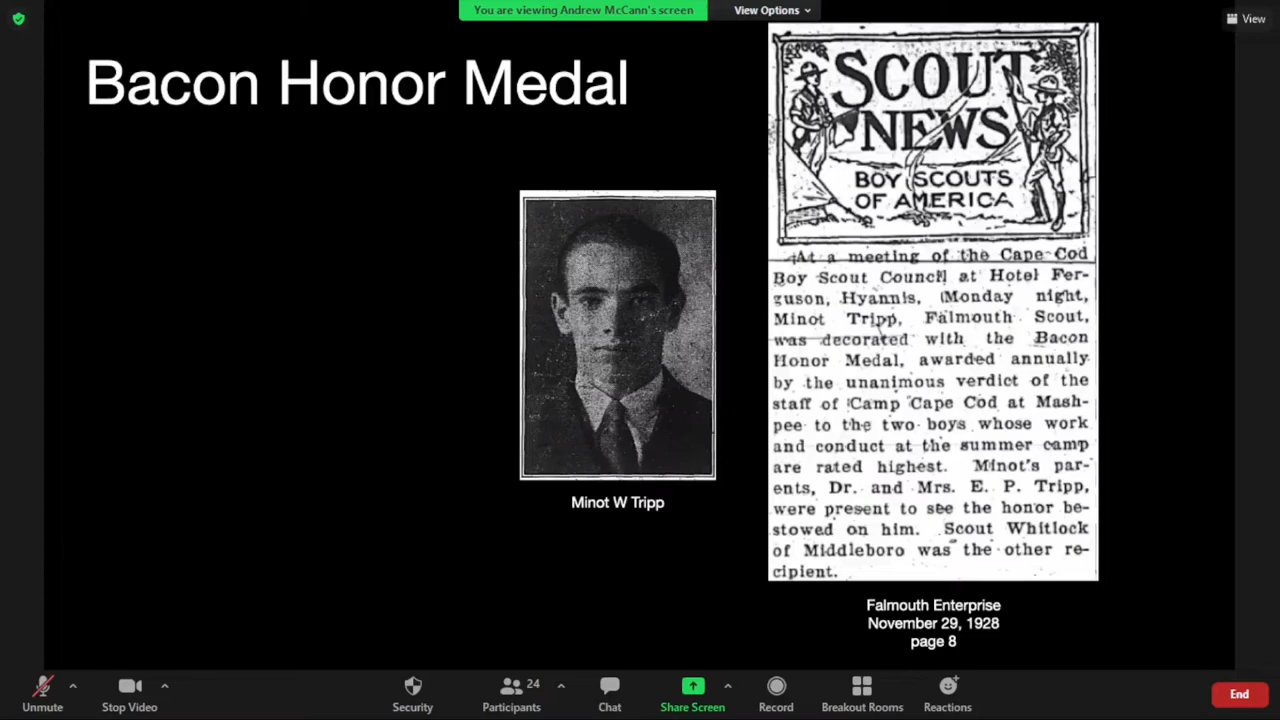 You are viewing Andrew McCann's screen
View Options
View
Bacon Honor Medal
SCOUT
NEWS
BOY SCOUTS
OF AMERICA
At a meeting of the Cape Cod
Boy Scout Council at Hotel Fer-
guson, Hyannis, Monday night,
Minot Tripp, Falmouth Scout,
was decorated with the Bacon
Honor Medal, awarded annually
by the unanimous verdict of the
staff of Camp Cape Cod at Mash-
pee to the two boys whose work
and conduct at the summer camp
are rated highest. Minot's par-
ents, Dr. and Mrs. E. P. Tripp,
were present to see the honor be-
stowed on him. Scout Whitlock
of Middleboro was the other re-
cipient.
Minot W Tripp
Falmouth Enterprise
November 29, 1928
page 8
Unmute
Stop Video
Security
24
Participants
Chat
Share Screen
Record
Breakout Rooms
Reactions
End